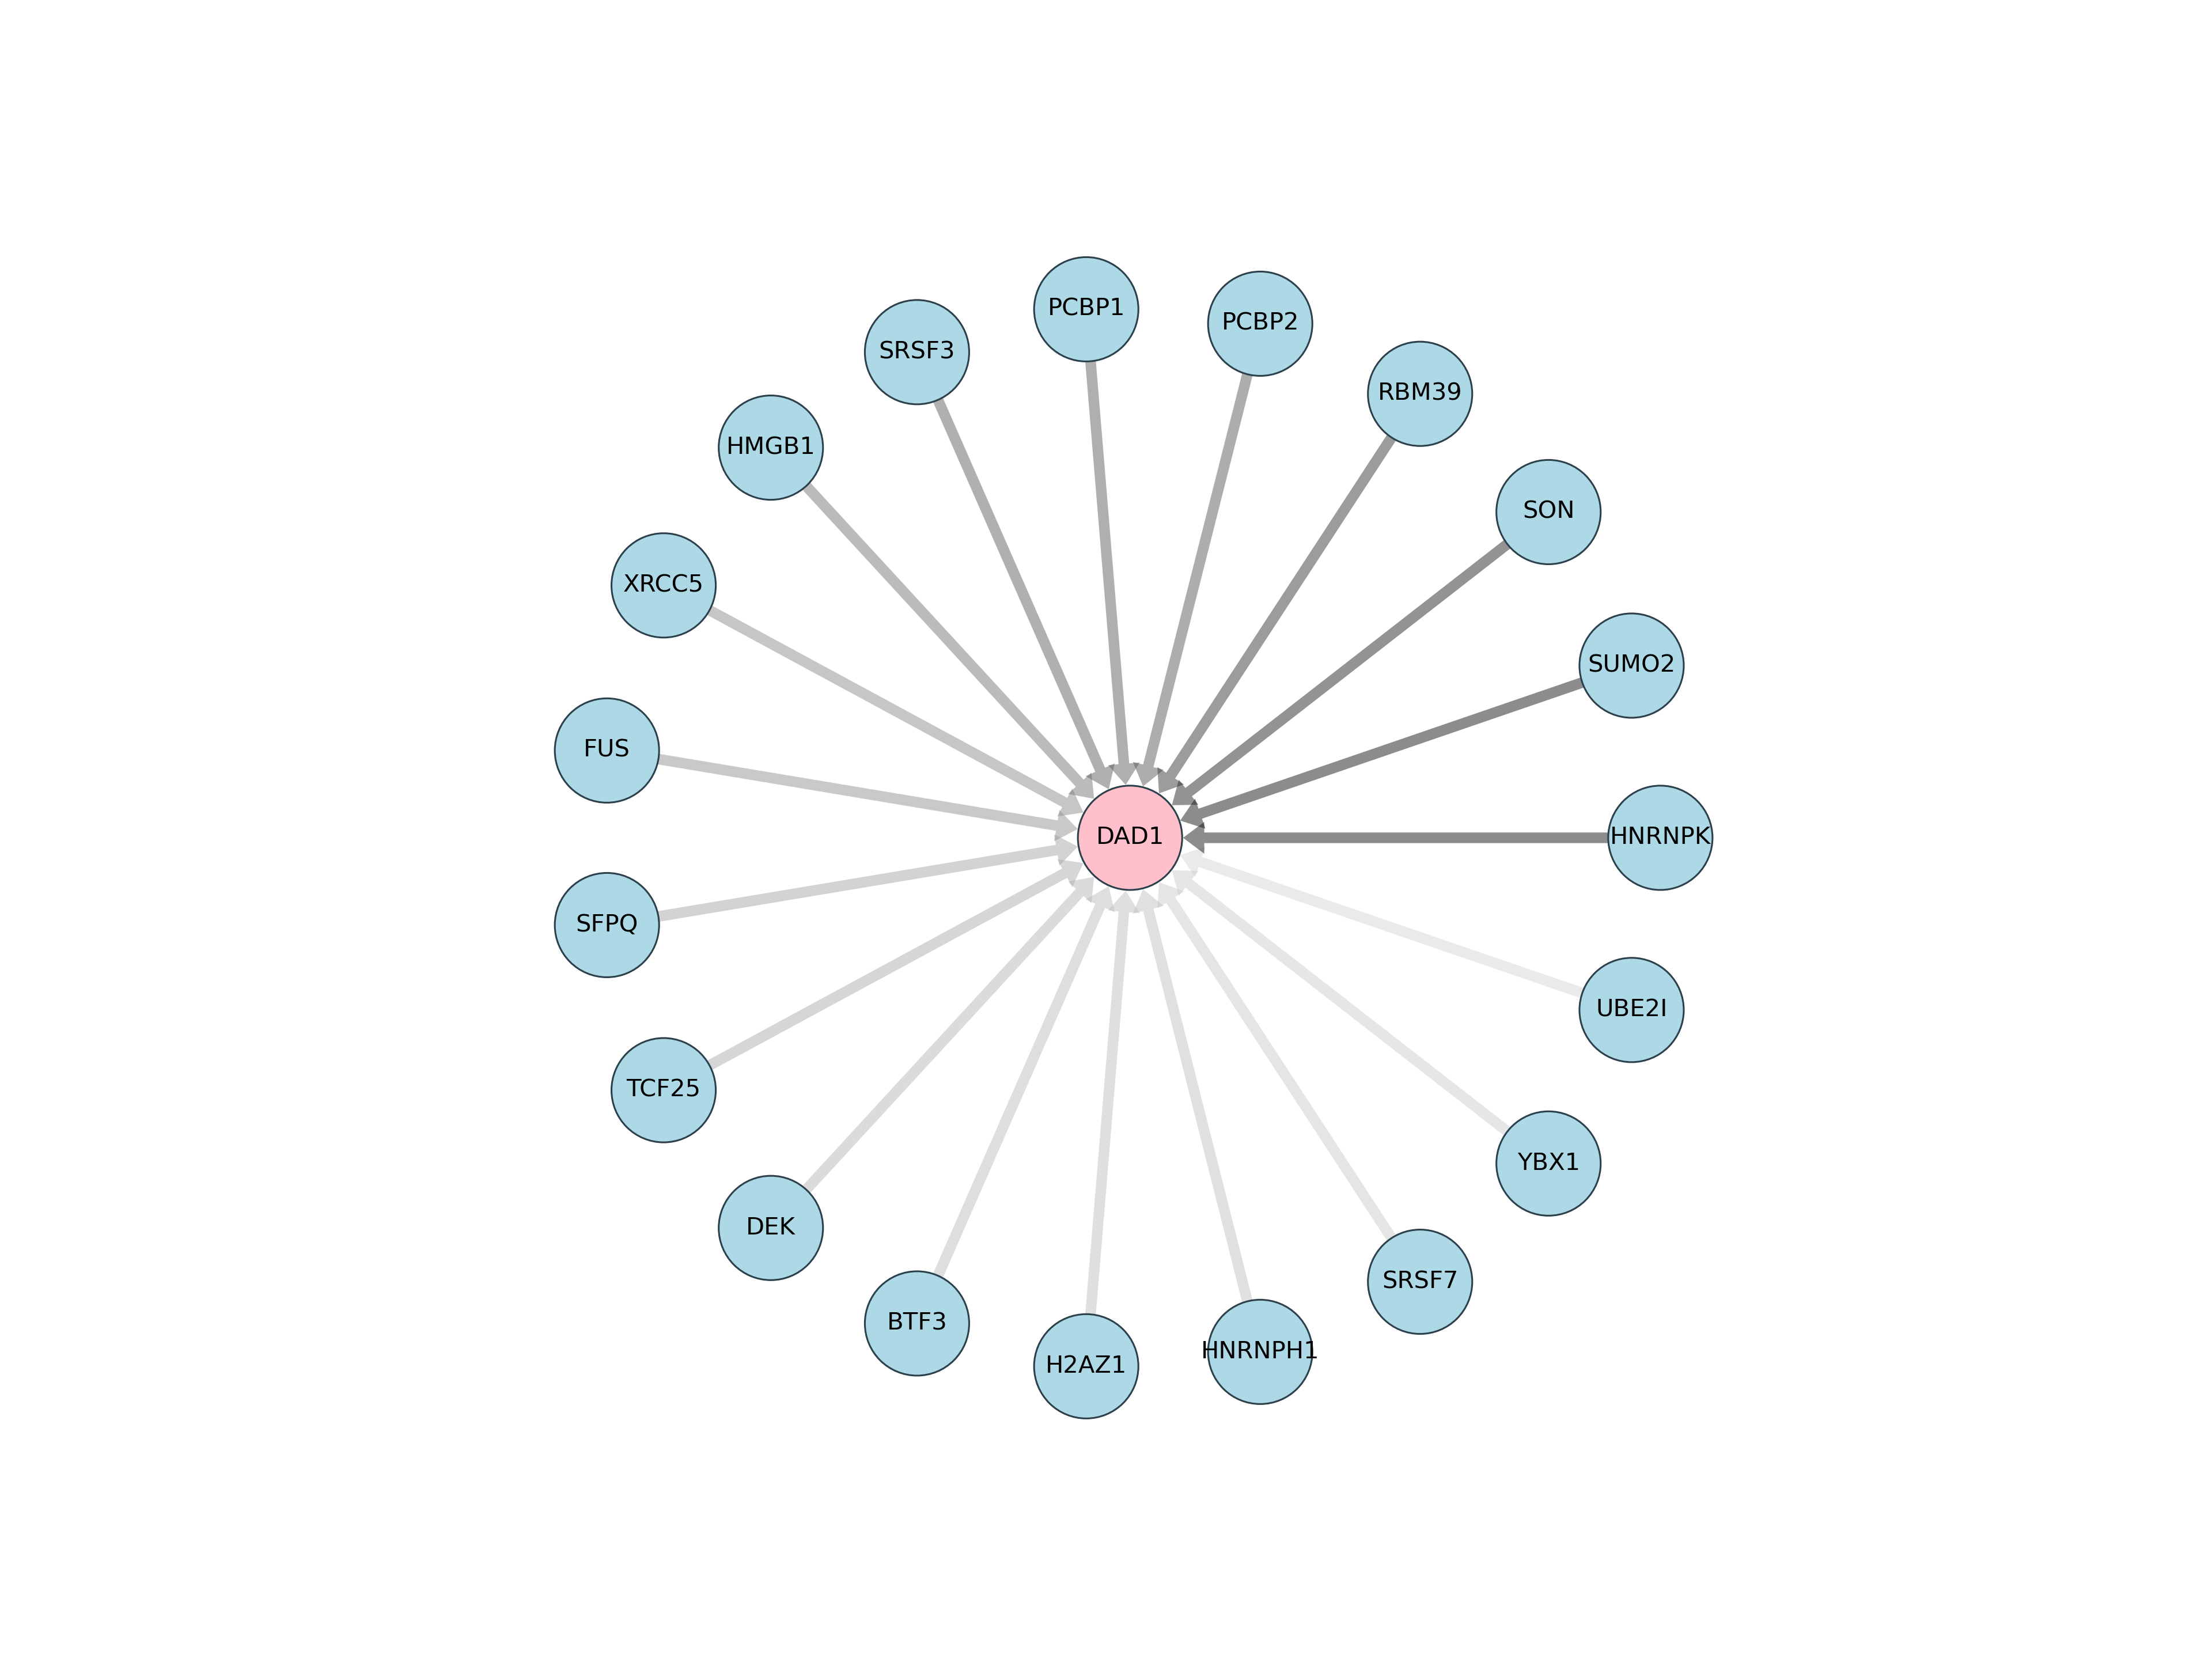 PCBP1
PCBP2
SRSF3
RBM39
HMGB1
SON
XRCC5
SUMO2
FUS
DAD1
HNRNPK
SFPQ
UBE2I
TCF25
YBX1
DEK
SRSF7
BTF3
HNRNPH1
H2AZ1